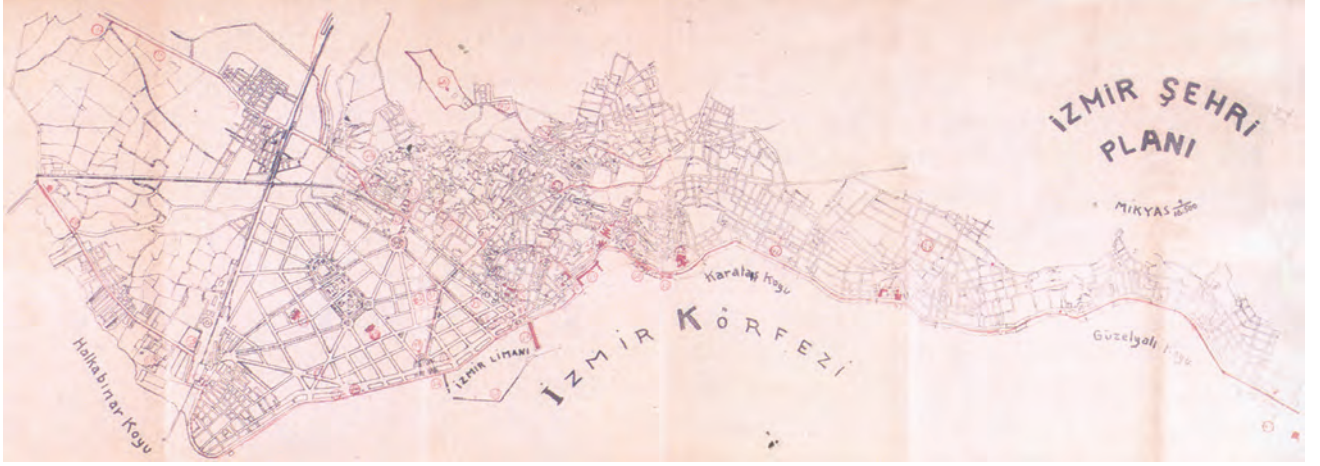 İZMİR ŞEHRİ
PLANI
MİKYAS
Karataş Koyu
Güzelyalı Koyu
İZMİR KÖRFEZİ
İZMİR LİMANI
Halkabınar Koyu